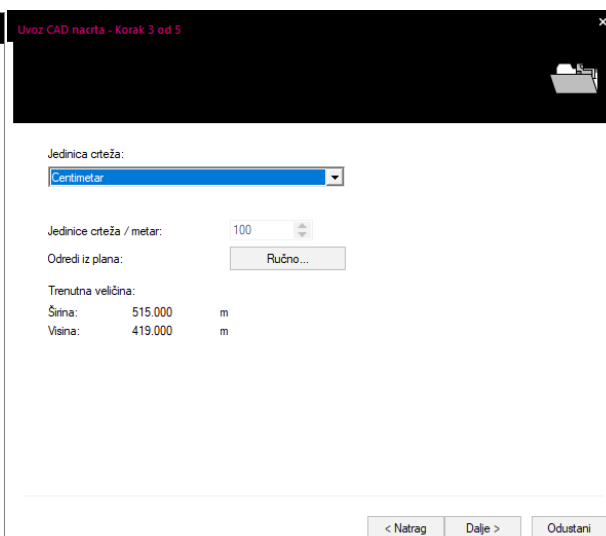 Uvoz CAD nacrta - Korak 3 od 5
Jedinica crteža:
Centimetar
Jedinice crteža / metar: 100
Odredi iz plana: Ručno...
Trenutna veličina:
Širina: 515.000 m
Visina: 419.000 m
< Natrag Dalje > Odustani